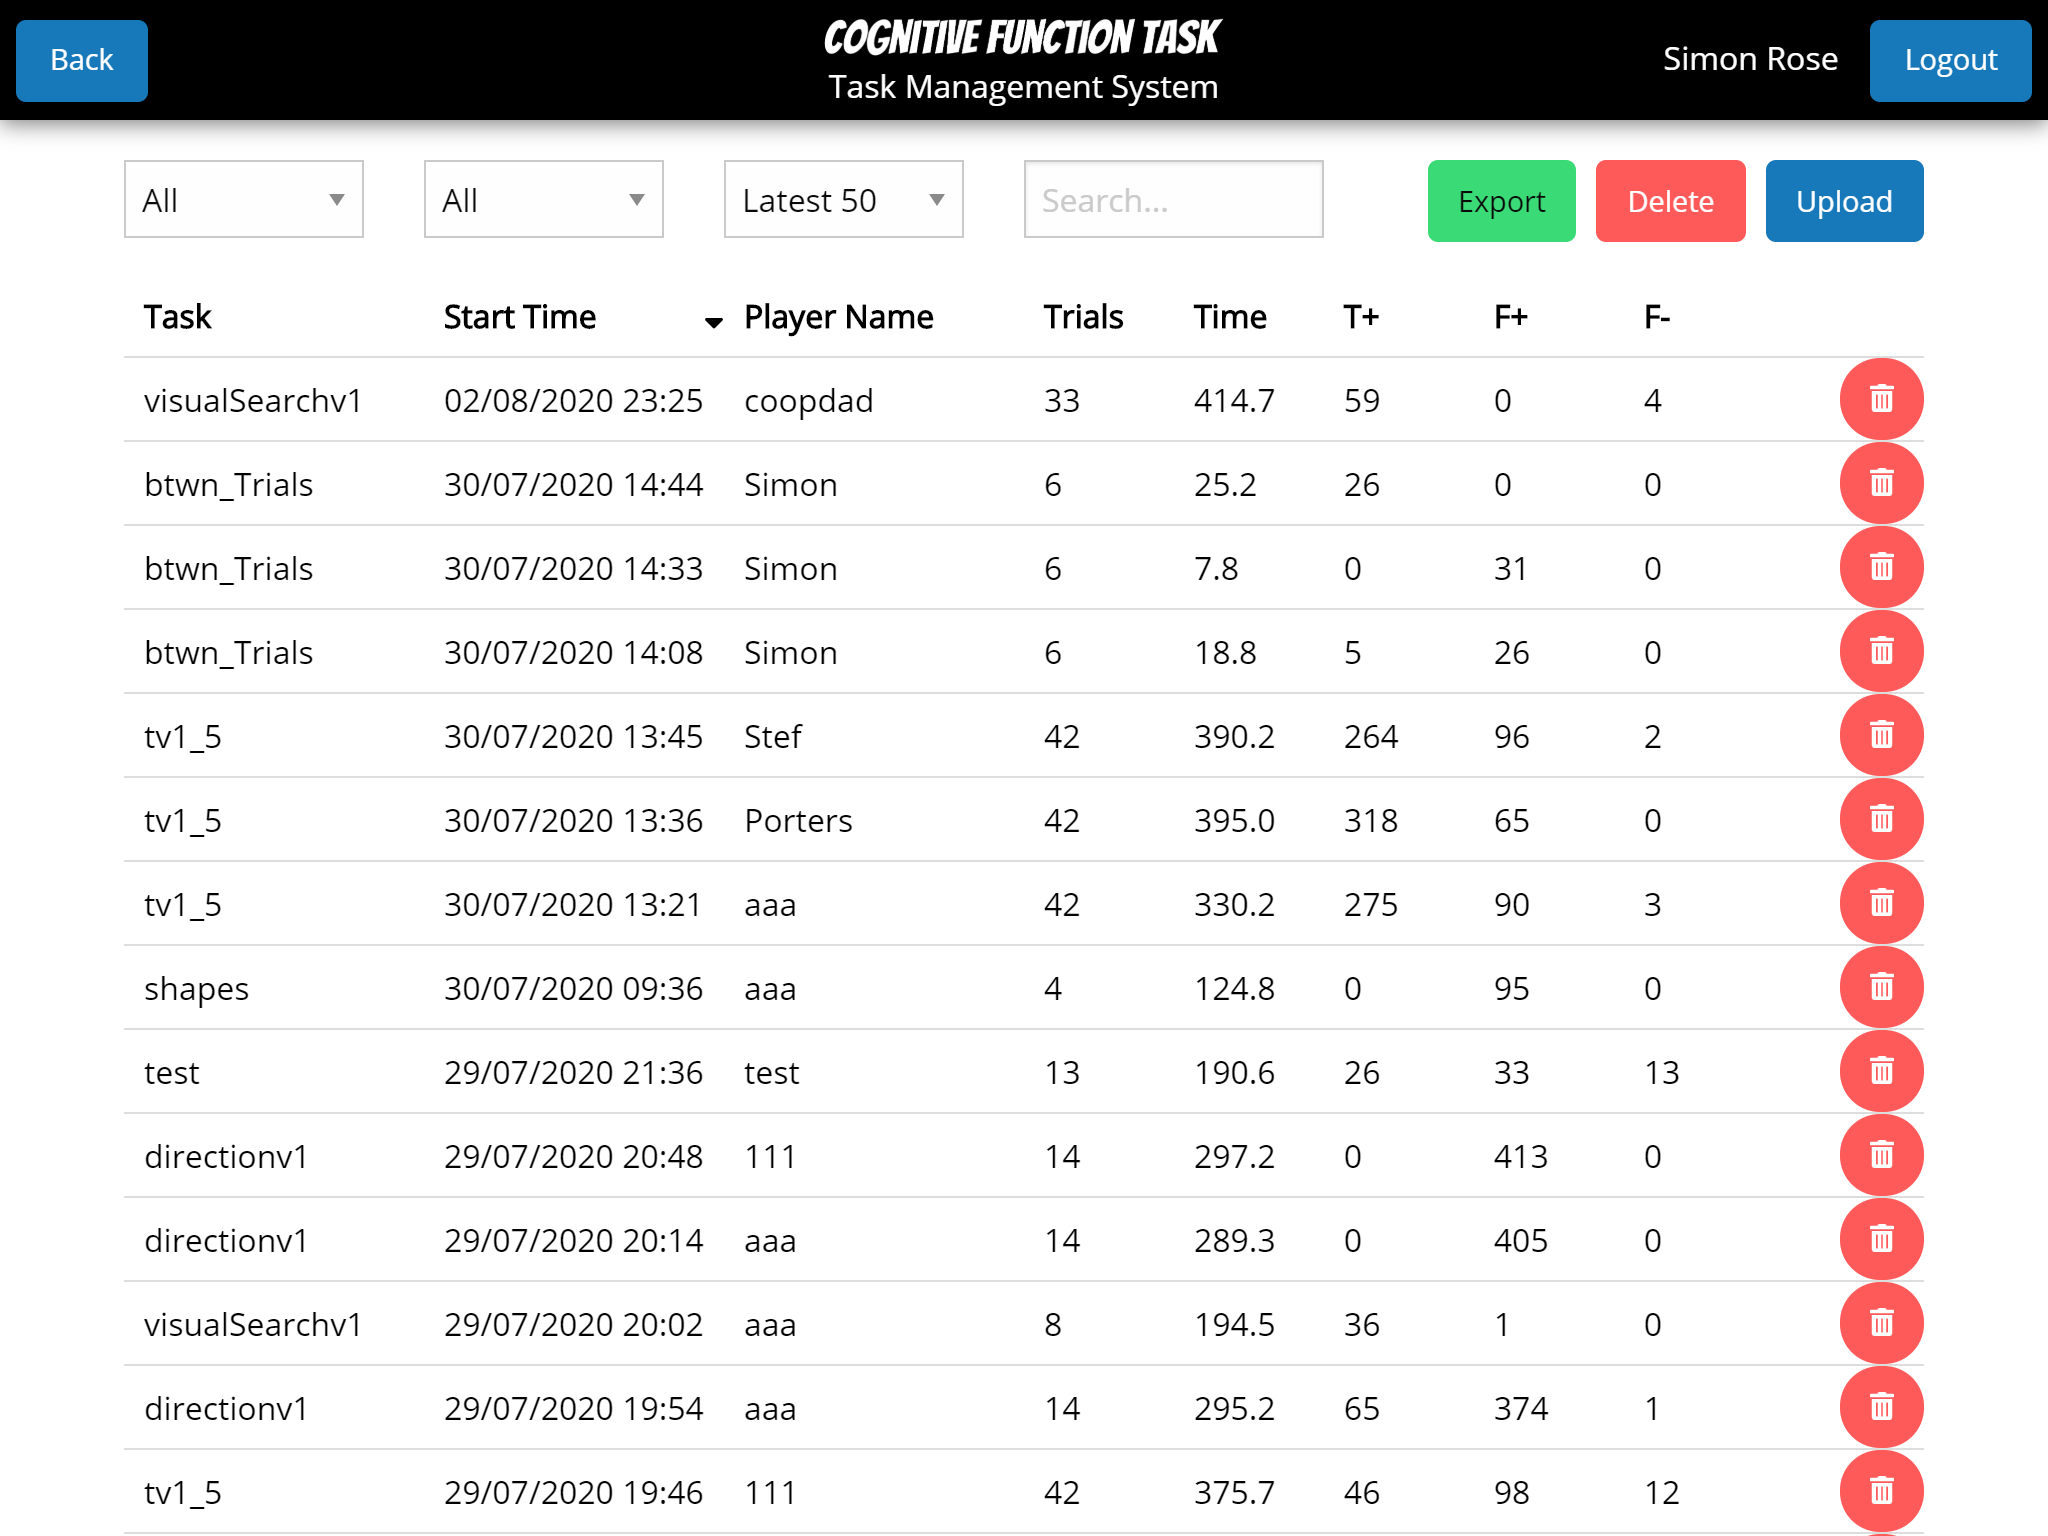 Back
COGNITIVE FUNCTION TASK
Task Management System
Simon Rose
Logout
All
All
Latest 50
Search...
Export
Delete
Upload
Task Start Time Player Name Trials Time T+ F+ F-
visualSearchv1 02/08/2020 23:25 coopdad 33 414.7 59 0 4
btwn_Trials 30/07/2020 14:44 Simon 6 25.2 26 0 0
btwn_Trials 30/07/2020 14:33 Simon 6 7.8 0 31 0
btwn_Trials 30/07/2020 14:08 Simon 6 18.8 5 26 0
tv1_5 30/07/2020 13:45 Stef 42 390.2 264 96 2
tv1_5 30/07/2020 13:36 Porters 42 395.0 318 65 0
tv1_5 30/07/2020 13:21 aaa 42 330.2 275 90 3
shapes 30/07/2020 09:36 aaa 4 124.8 0 95 0
test 29/07/2020 21:36 test 13 190.6 26 33 13
directionv1 29/07/2020 20:48 111 14 297.2 0 413 0
directionv1 29/07/2020 20:14 aaa 14 289.3 0 405 0
visualSearchv1 29/07/2020 20:02 aaa 8 194.5 36 1 0
directionv1 29/07/2020 19:54 aaa 14 295.2 65 374 1
tv1_5 29/07/2020 19:46 111 42 375.7 46 98 12